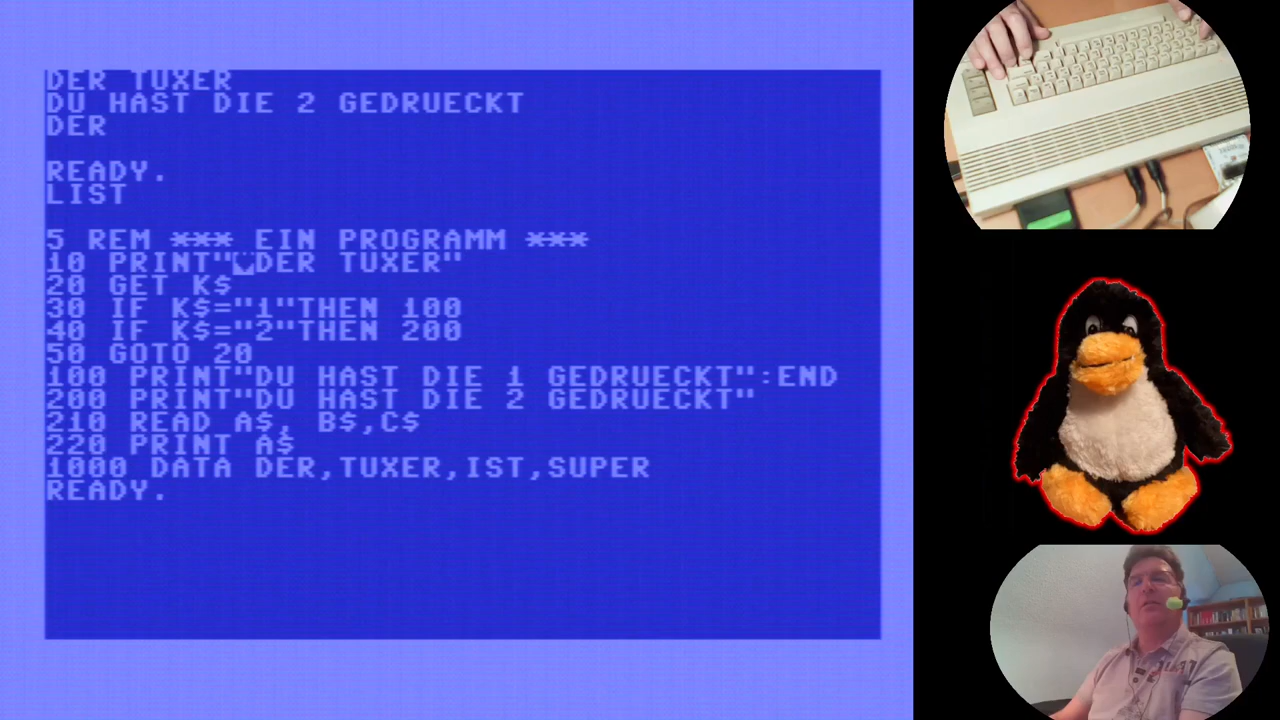 DER TUXER
DU HAST DIE 2 GEDRUECKT
DER
READY.
LIST
5 REM *** EIN PROGRAMM ***
10 PRINT"DER TUXER"
20 GET K$
30 IF K$="1"THEN 100
40 IF K$="2"THEN 200
50 GOTO 20
100 PRINT"DU HAST DIE 1 GEDRUECKT":END
200 PRINT"DU HAST DIE 2 GEDRUECKT"
210 READ A$, B$,C$
220 PRINT A$
1000 DATA DER,TUXER,IST,SUPER
READY.